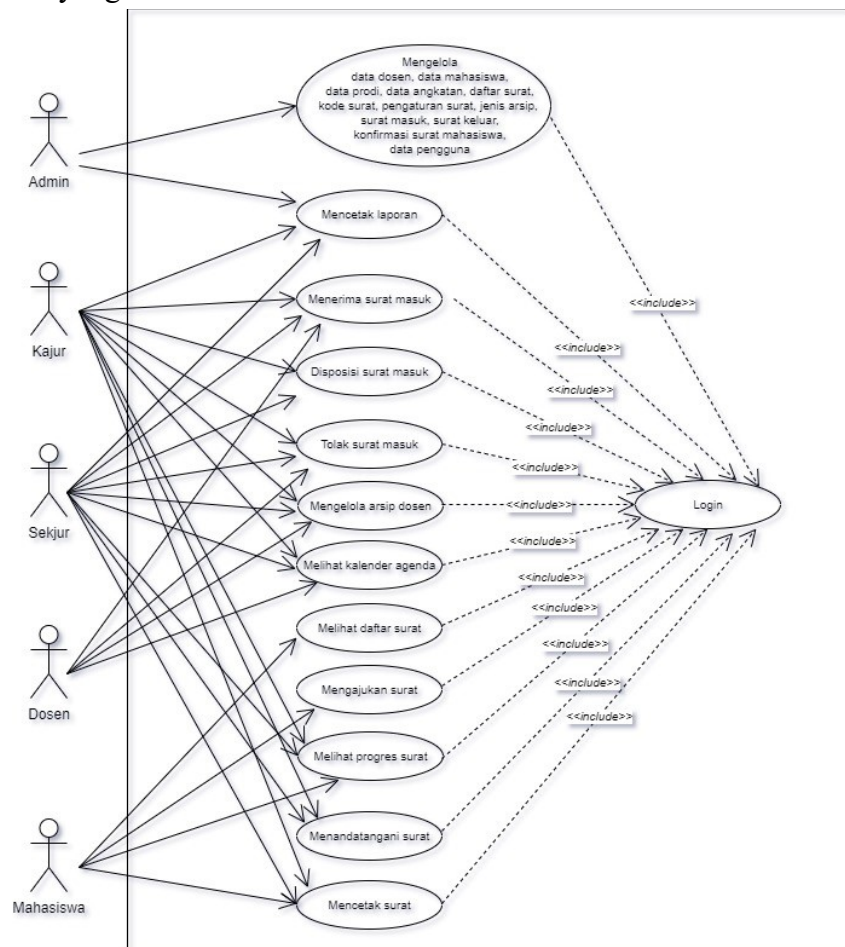 Mengelola
data dosen, data mahasiswa,
data prodi, data angkatan, daftar surat,
kode surat, pengaturan surat, jenis arsip,
surat masuk, surat keluar,
konfirmasi surat mahasiswa,
data pengguna
Admin
Mencetak laporan
Kajur
Menerima surat masuk
<<include>>
<<include>>
<<include>>
Disposisi surat masuk
<<include>>
Tolak surat masuk
<<include>>
Sekjur
Mengelola arsip dosen
<<include>>
Login
Melihat kalender agenda
<<include>>
<<include>>
Melihat daftar surat
<<include>>
Dosen
Mengajukan surat
<<include>>
<<include>>
<<include>>
Melihat progres surat
Menandatangani surat
Mahasiswa
Mencetak surat